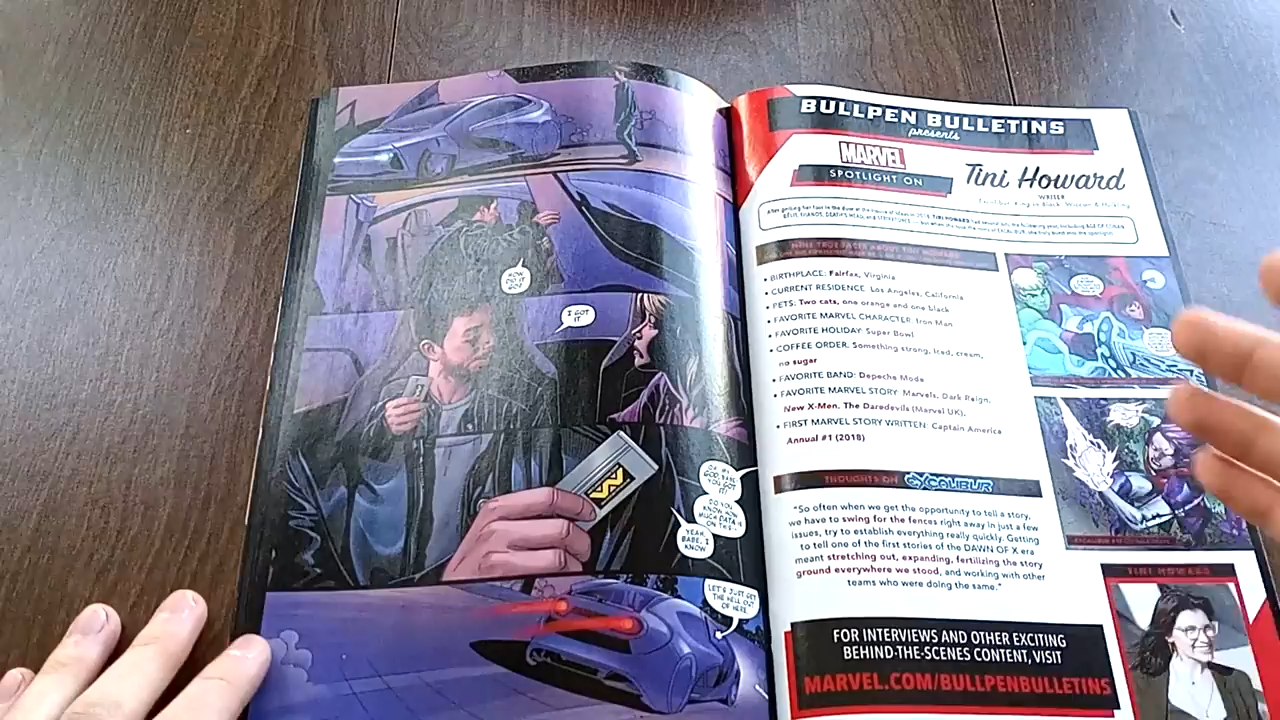 HOW
DID IT
GO?
I GOT
IT
OH MY
GOD, BABE,
YOU GOT
IT!
DO YOU
KNOW HOW
MUCH DATA IS
ON THIS--
YEAH,
BABE, I
KNOW
LET'S JUST GET
THE HELL OUT
OF HERE
BULLPEN BULLETINS
presents
MARVEL
SPOTLIGHT ON
Tini Howard
WRITER
NINE TRUE FACTS ABOUT TINI HOWARD
• BIRTHPLACE: Fairfax, Virginia
• CURRENT RESIDENCE: Los Angeles, California
• PETS: Two cats, one orange and one black
• FAVORITE MARVEL CHARACTER: Iron Man
• FAVORITE HOLIDAY: Super Bowl
• COFFEE ORDER: Something strong, iced, cream,
no sugar
• FAVORITE BAND: Depeche Mode
• FAVORITE MARVEL STORY: Marvels, Dark Reign,
New X-Men, The Daredevils (Marvel UK).
• FIRST MARVEL STORY WRITTEN: Captain America
Annual #1 (2018)
THOUGHTS ON EXCALIBUR
"So often when we get the opportunity to tell a story,
we have to swing for the fences right away in just a few
issues, try to establish everything really quickly. Getting
to tell one of the first stories of the DAWN OF X era
meant stretching out, expanding, fertilizing the story
ground everywhere we stood, and working with other
teams who were doing the same."
TINI HOWARD
FOR INTERVIEWS AND OTHER EXCITING
BEHIND-THE-SCENES CONTENT, VISIT
MARVEL.COM/BULLPENBULLETINS